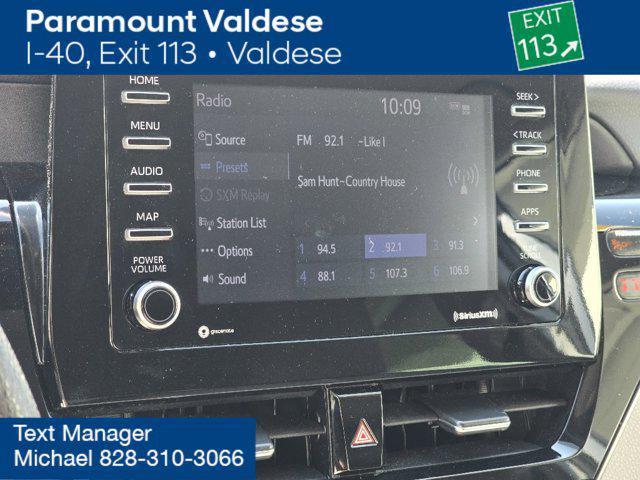 Paramount Valdese
I-40, Exit 113 • Valdese
EXIT
113
HOME
MENU
AUDIO
MAP
POWER
VOLUME
Radio
10:09
Source
FM 92.1 -Like I
Presets
Sam Hunt-Country House
SXM Replay
Station List
Options
1 94.5 2 92.1 3 91.3
Sound
4 88.1 5 107.3 6 106.9
SEEK >
< TRACK
PHONE
APPS
TUNE
SCROLL
gracenote
SiriusXM
Text Manager
Michael 828-310-3066